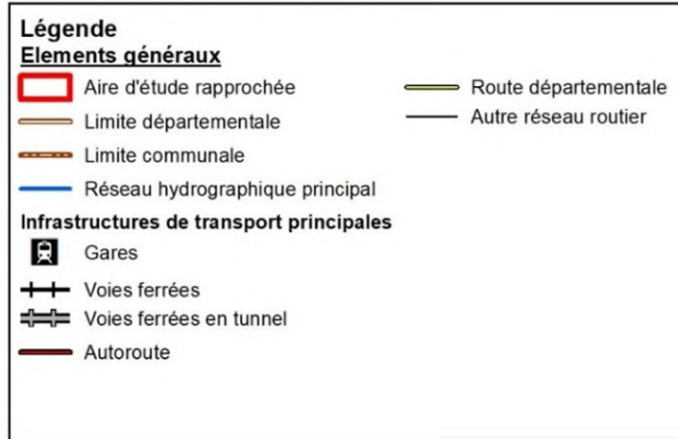 Légende
Elements généraux
Aire d'étude rapprochée
Limite départementale
Limite communale
Réseau hydrographique principal
Infrastructures de transport principales
Gares
Voies ferrées
Voies ferrées en tunnel
Autoroute
Route départementale
Autre réseau routier